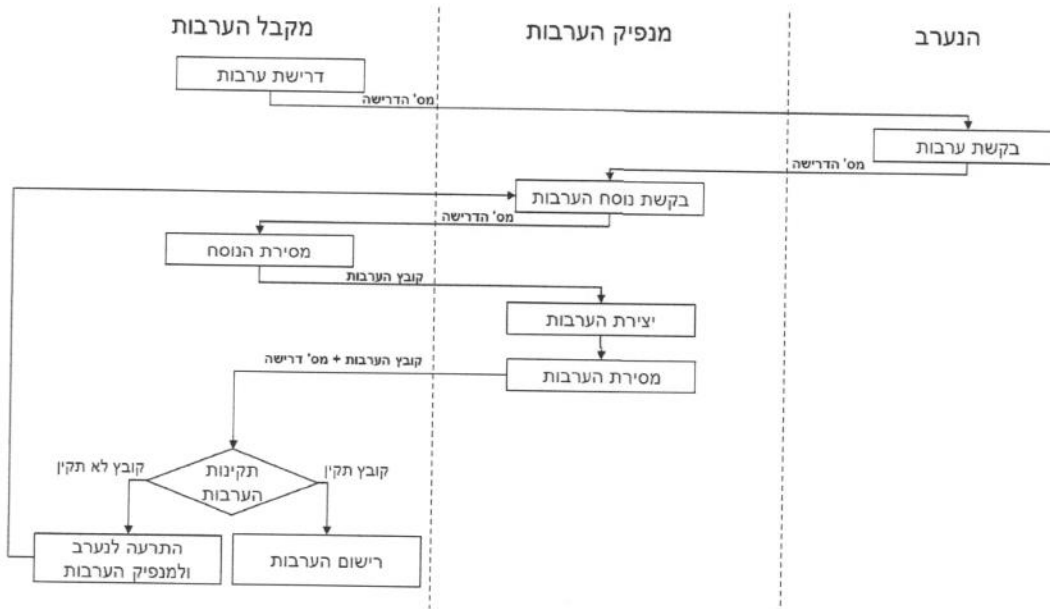 הנערב
מנפיק הערבות
מקבל הערבות
דרישת ערבות
מס' הדרישה
בקשת ערבות
מס' הדרישה
בקשת נוסח הערבות
מס' הדרישה
מסירת הנוסח
קובץ הערבות
יצירת הערבות
מסירת הערבות
קובץ הערבות + מס' דרישה
תקינות
הערבות
קובץ תקין
קובץ לא תקין
רישום הערבות
התרעה לנערב
ולמנפיק הערבות